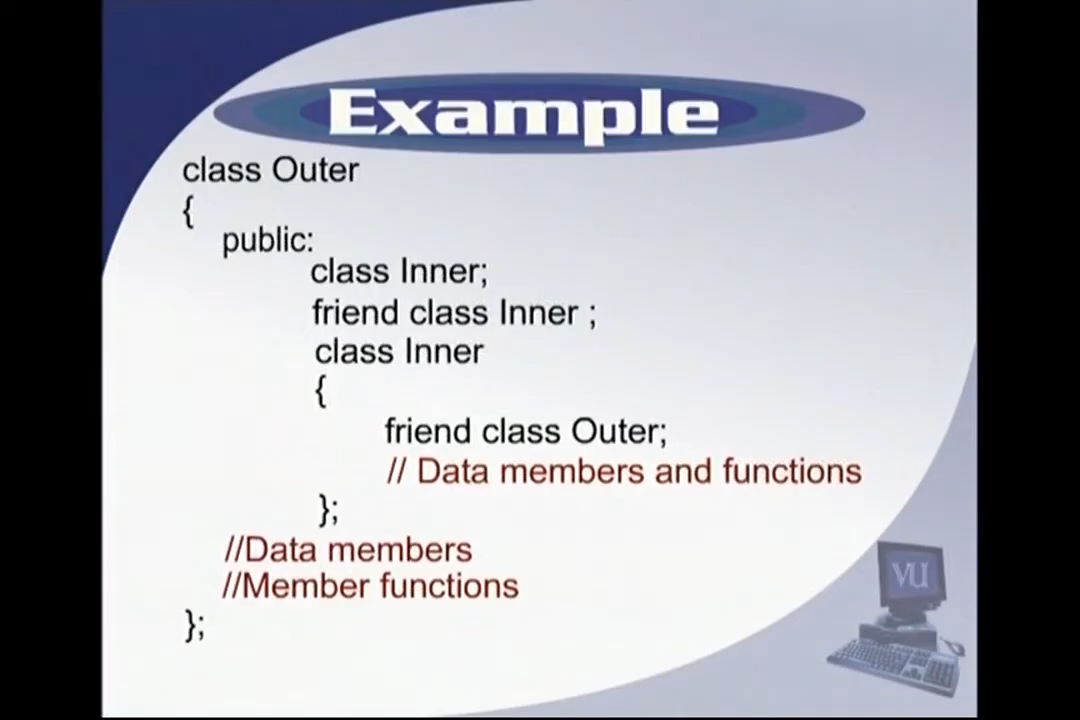 Example
class Outer
{
public:
class Inner;
friend class Inner ;
class Inner
{
friend class Outer;
// Data members and functions
};
//Data members
//Member functions
};
VU